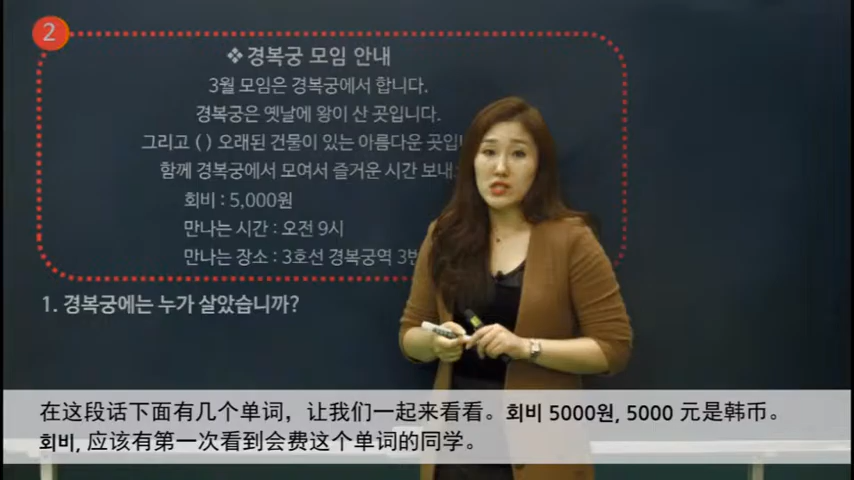 2
❖경복궁 모임 안내
3월 모임은 경복궁에서 합니다.
경복궁은 옛날에 왕이 산 곳입니다.
그리고 ( ) 오래된 건물이 있는 아름다운 곳입
함께 경복궁에서 모여서 즐거운 시간 보내
회비 : 5,000원
만나는 시간 : 오전 9시
만나는 장소 : 3호선 경복궁역 3번
1. 경복궁에는 누가 살았습니까?
在这段话下面有几个单词，让我们一起来看看。회비 5000원, 5000 元是韩币。
회비, 应该有第一次看到会费这个单词的同学。